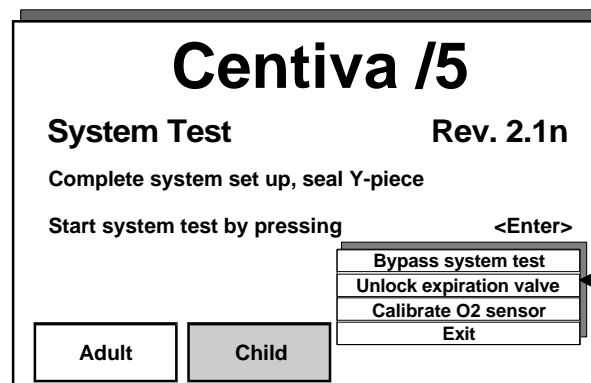 Centiva /5
System Test Rev. 2.1n
Complete system set up, seal Y-piece
Start system test by pressing <Enter>
Bypass system test
Unlock expiration valve
Calibrate O2 sensor
Exit
Adult Child